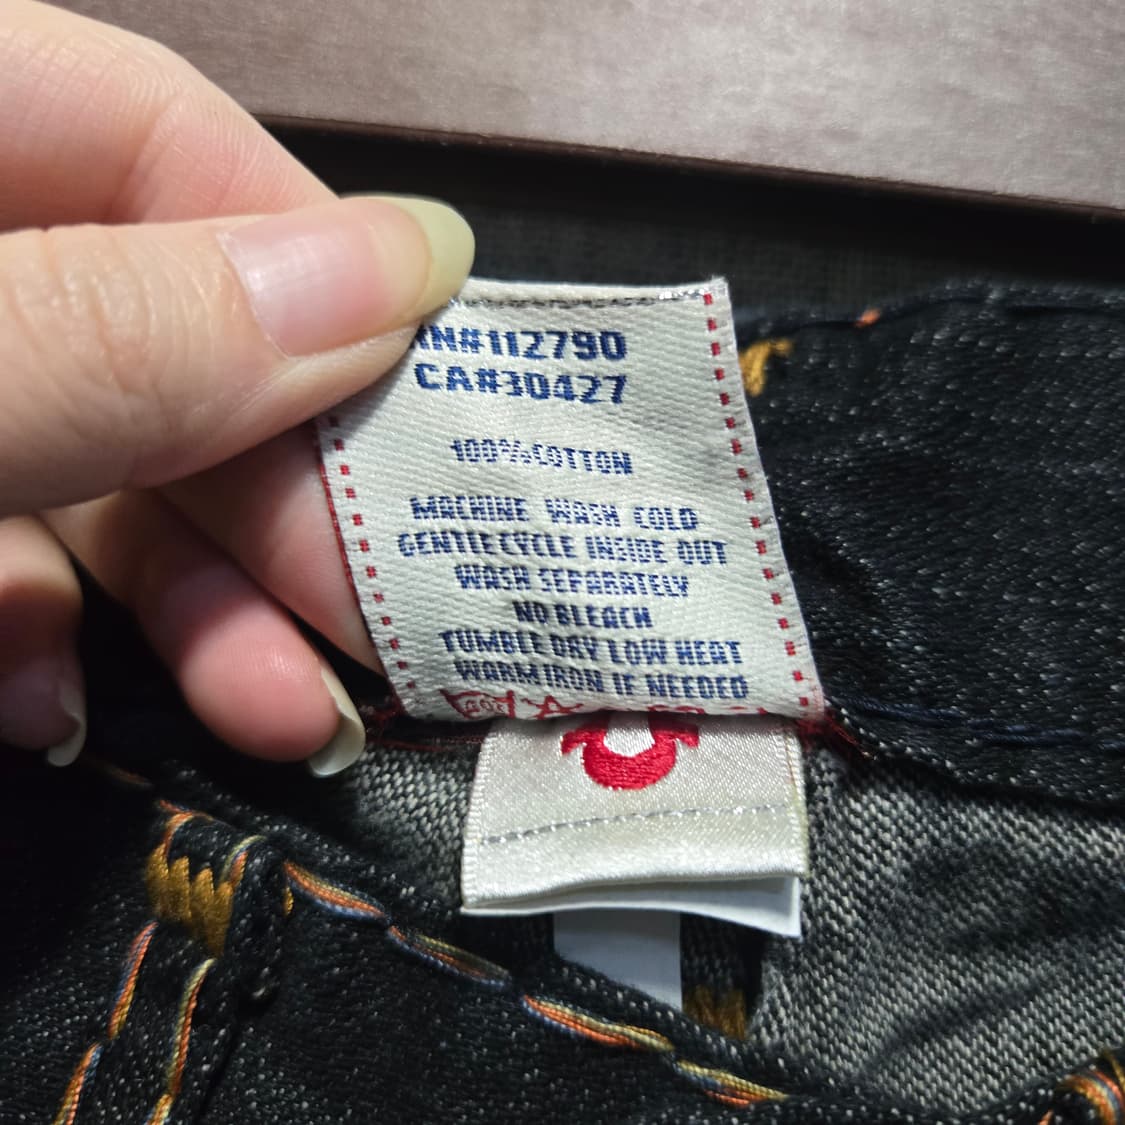 RN#112790
CA#30427
100%COTTON
MACHINE WASH COLD
GENTLE CYCLE INSIDE OUT
WASH SEPARATELY
NO BLEACH
TUMBLE DRY LOW HEAT
WARM IRON IF NEEDED